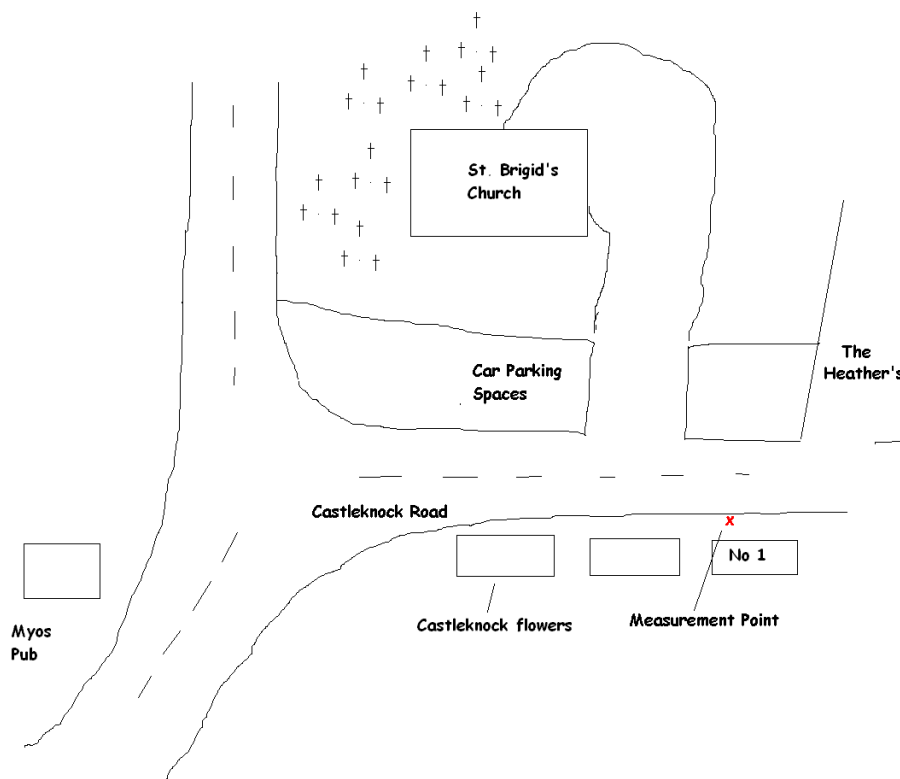 St. Brigid's
Church
The
Heather's
Car Parking
Spaces
Castleknock Road
No 1
Castleknock flowers
Measurement Point
Myos
Pub
x